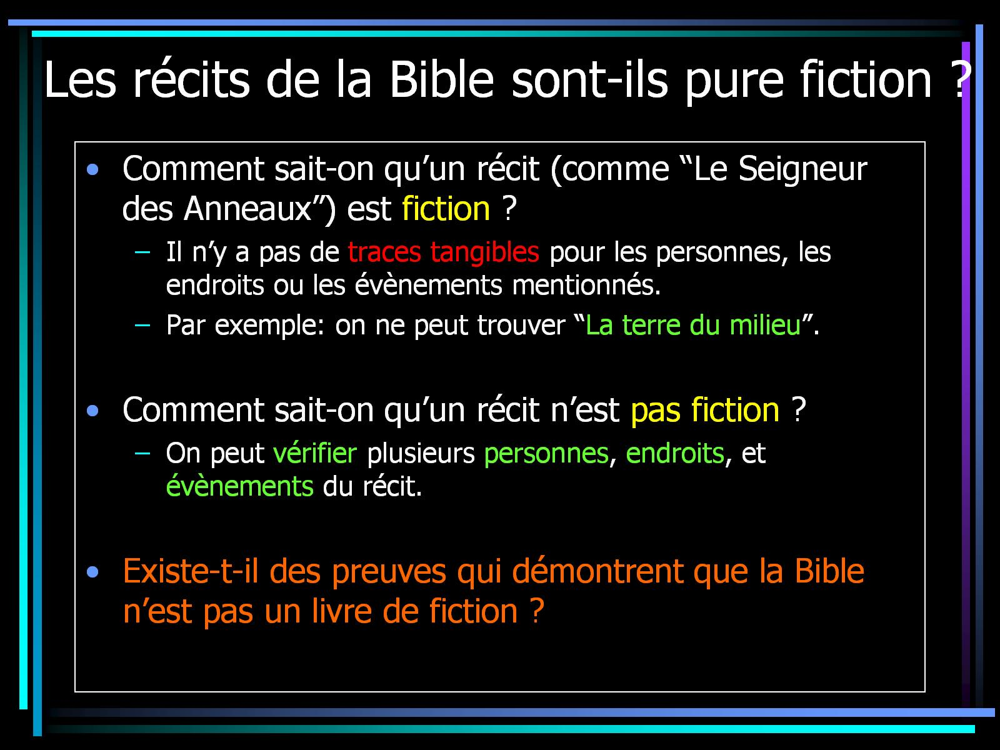 Les récits de la Bible sont-ils pure fiction ?
• Comment sait-on qu’un récit (comme “Le Seigneur
des Anneaux”) est fiction ?
– Il n’y a pas de traces tangibles pour les personnes, les
endroits ou les évènements mentionnés.
– Par exemple: on ne peut trouver “La terre du milieu”.
• Comment sait-on qu’un récit n’est pas fiction ?
– On peut vérifier plusieurs personnes, endroits, et
évènements du récit.
• Existe-t-il des preuves qui démontrent que la Bible
n’est pas un livre de fiction ?